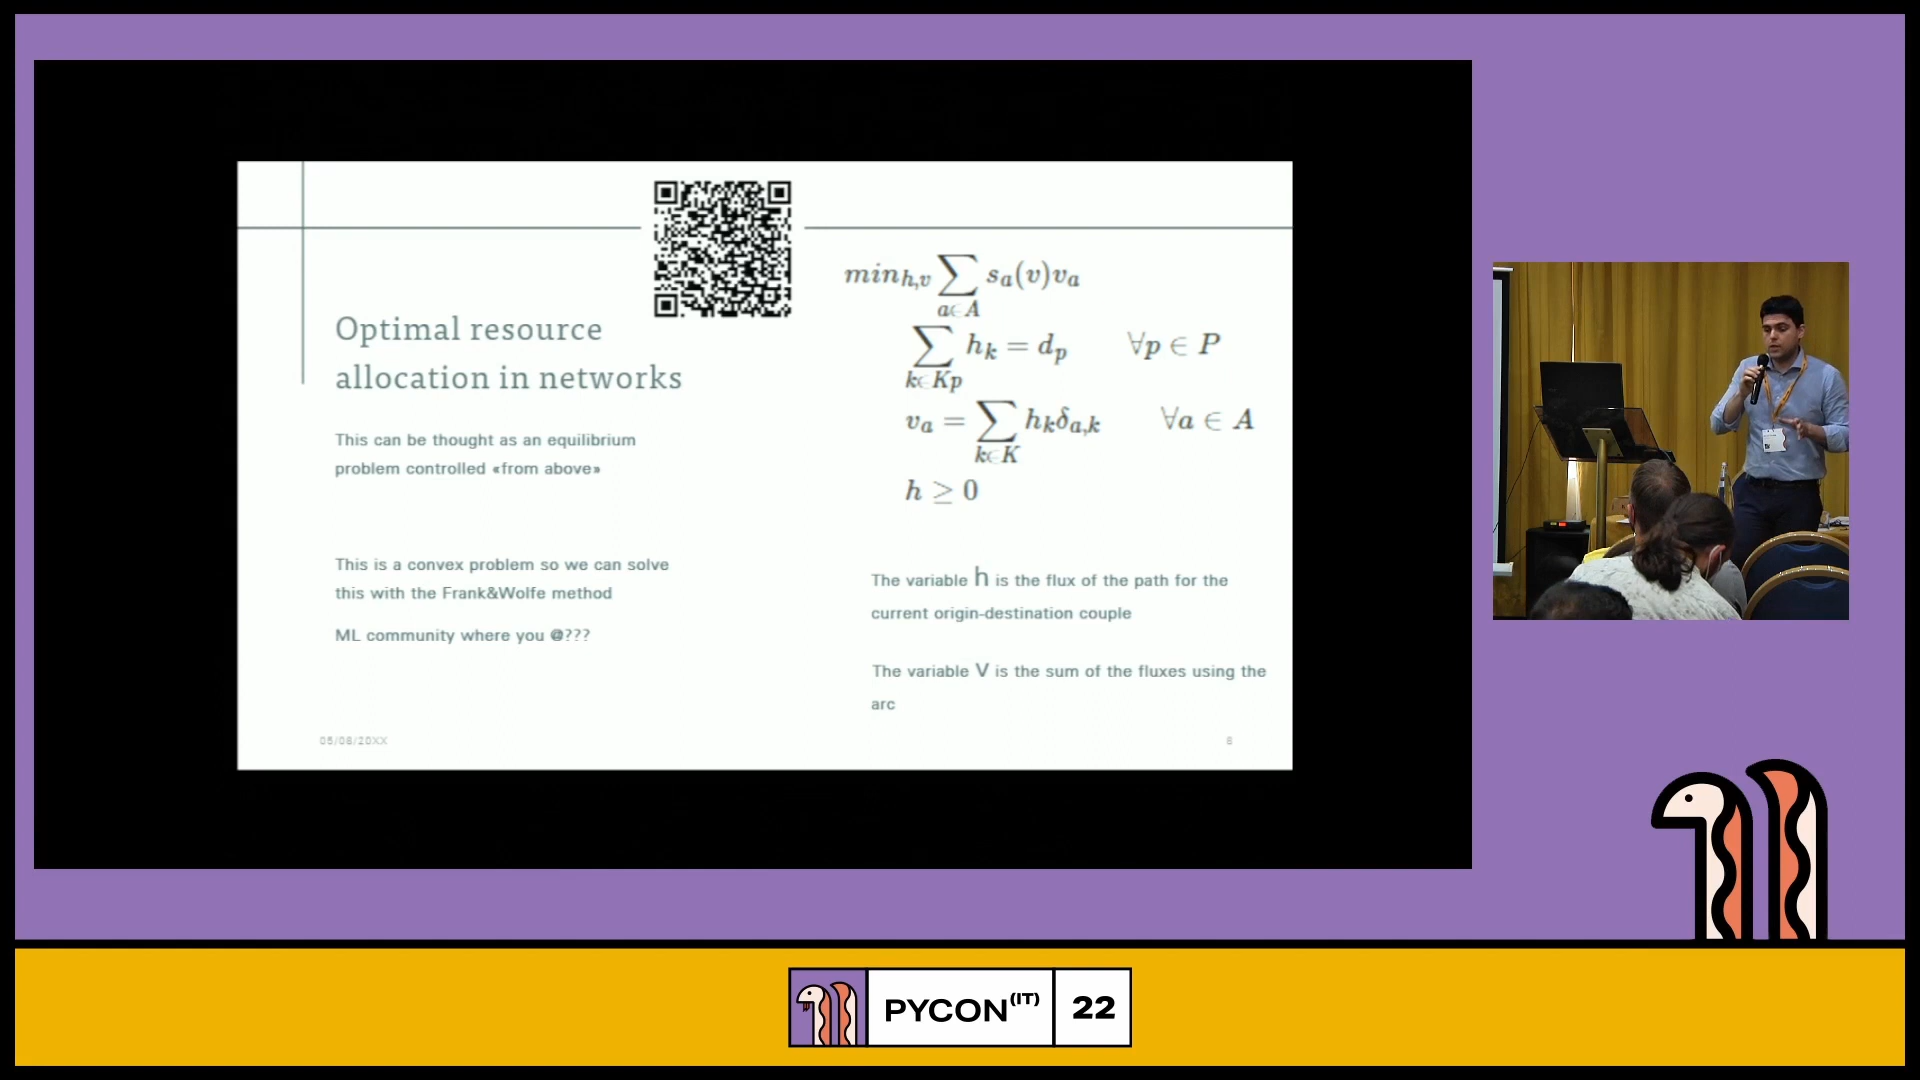 Optimal resource
allocation in networks
This can be thought as an equilibrium
problem controlled «from above»
This is a convex problem so we can solve
this with the Frank&Wolfe method
ML community where you @???
min_{h,v} ∑_{a∈A} s_a(v)v_a
∑_{k∈Kp} h_k = d_p ∀p ∈ P
v_a = ∑_{k∈K} h_kδ_{a,k} ∀a ∈ A
h ≥ 0
The variable h is the flux of the path for the
current origin-destination couple
The variable V is the sum of the fluxes using the
arc
05/08/20XX
8
PYCON(IT) 22